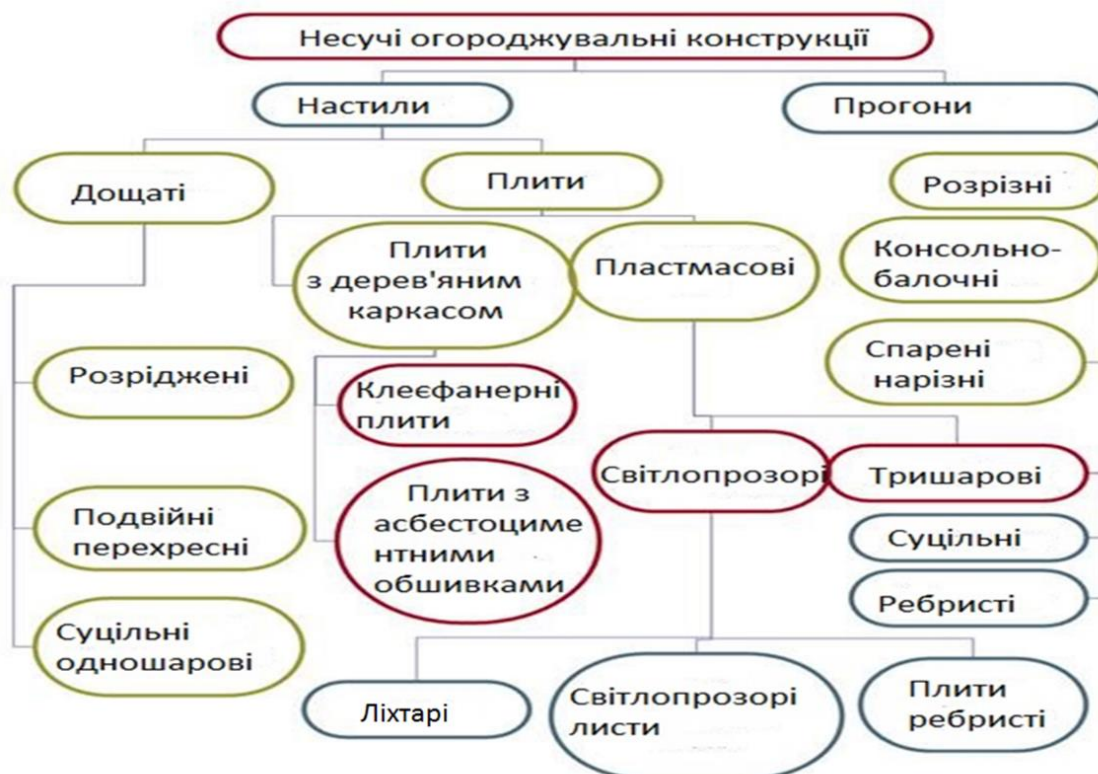 Несучі огороджувальні конструкції
Настили
Прогони
Дощаті
Плити
Розрізні
Плити
з дерев'яним
каркасом
Пластмасові
Консольно-
балочні
Розріджені
Клеєфанерні
плити
Спарені
нарізні
Світлопрозорі
Тришарові
Подвійні
перехресні
Плити з
асбестоциме
нтними
обшивками
Суцільні
Ребристі
Суцільні
одношарові
Ліхтарі
Світлопрозорі
листи
Плити
ребристі